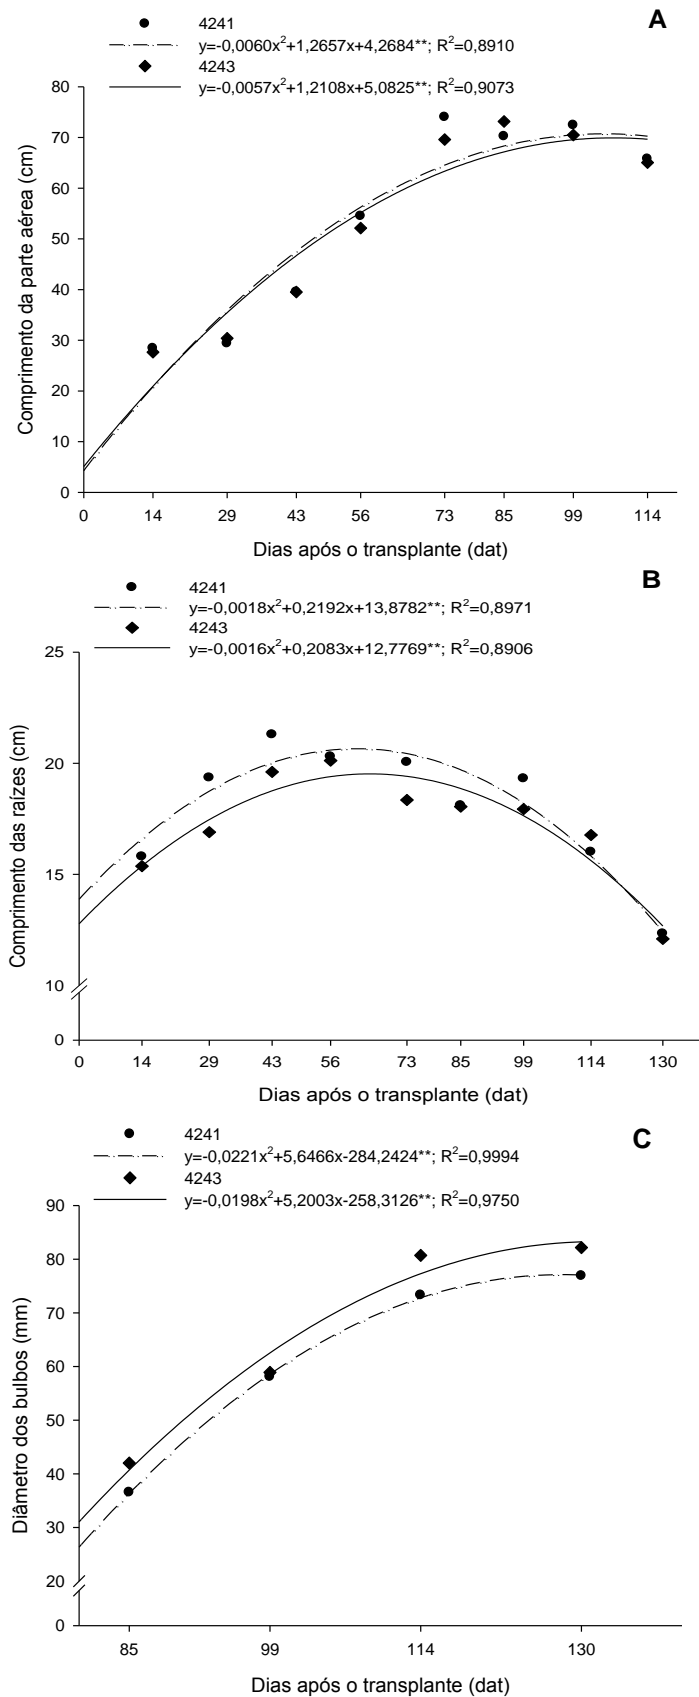 A
4241
y=-0,0060x²+1,2657x+4,2684**; R²=0,8910
4243
y=-0,0057x²+1,2108x+5,0825**; R²=0,9073
80
70
60
50
40
30
20
10
0
Comprimento da parte aérea (cm)
0 14 29 43 56 73 85 99 114
Dias após o transplante (dat)
B
4241
y=-0,0018x²+0,2192x+13,8782**; R²=0,8971
4243
y=-0,0016x²+0,2083x+12,7769**; R²=0,8906
25
20
15
10
0
Comprimento das raízes (cm)
0 14 29 43 56 73 85 99 114 130
Dias após o transplante (dat)
C
4241
y=-0,0221x²+5,6466x-284,2424**; R²=0,9994
4243
y=-0,0198x²+5,2003x-258,3126**; R²=0,9750
90
80
70
60
50
40
30
20
0
Diâmetro dos bulbos (mm)
85 99 114 130
Dias após o transplante (dat)